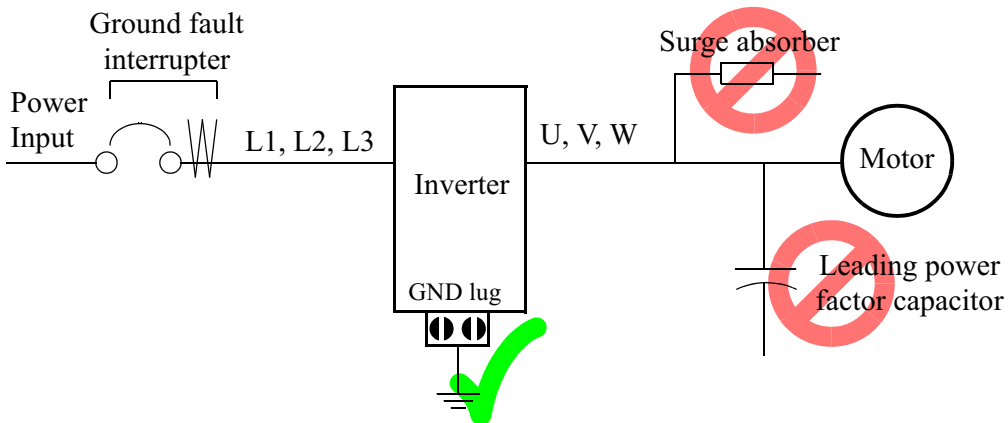 Ground fault
interrupter
Surge absorber
Power
Input
L1, L2, L3
U, V, W
Motor
Inverter
GND lug
Leading power
factor capacitor